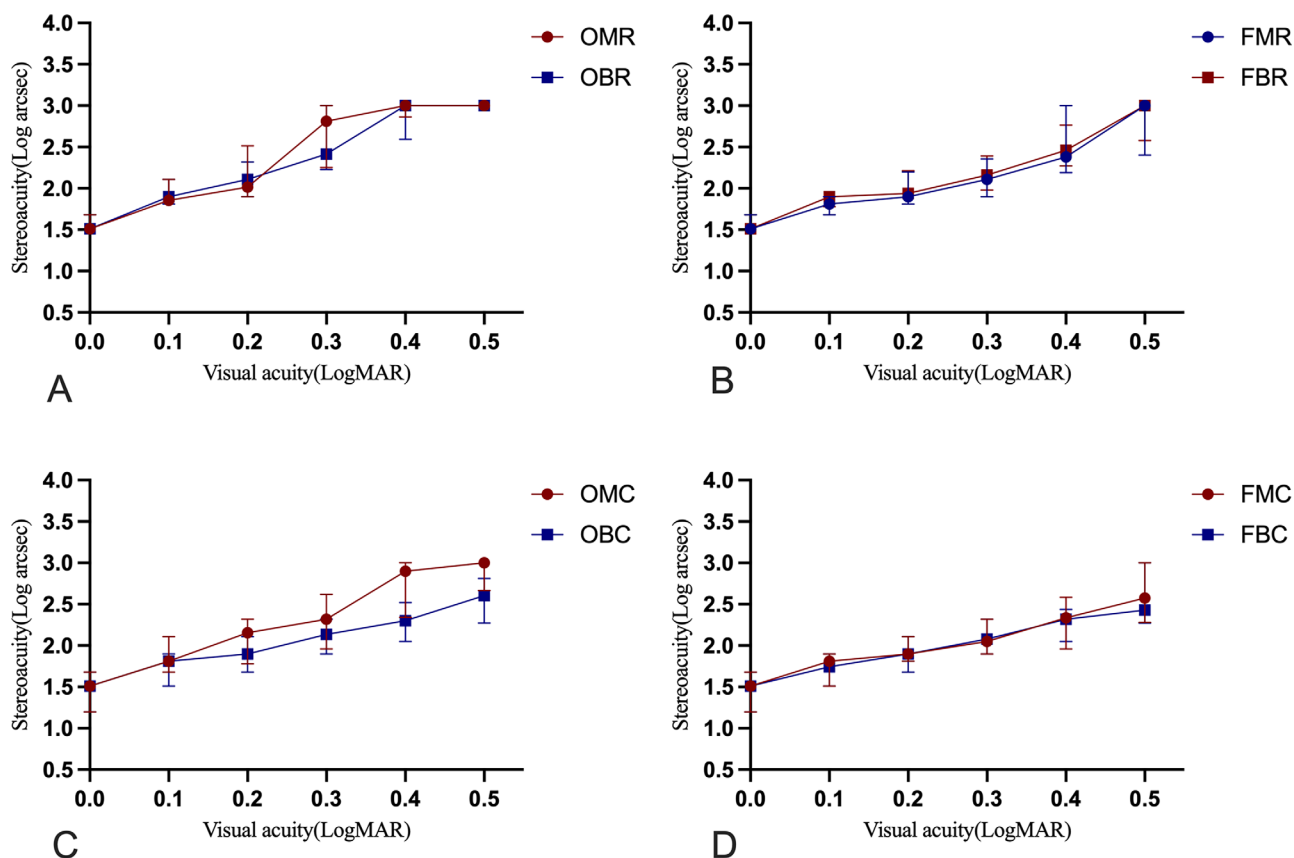 4.0
3.5
3.0
2.5
2.0
1.5
1.0
0.5
Stereoacuity(Log arcsec)
0.0 0.1 0.2 0.3 0.4 0.5
Visual acuity(LogMAR)
OMR
OBR
A
4.0
3.5
3.0
2.5
2.0
1.5
1.0
0.5
Stereoacuity(Log arcsec)
0.0 0.1 0.2 0.3 0.4 0.5
Visual acuity(LogMAR)
FMR
FBR
B
4.0
3.5
3.0
2.5
2.0
1.5
1.0
0.5
Stereoacuity(Log arcsec)
0.0 0.1 0.2 0.3 0.4 0.5
Visual acuity(LogMAR)
OMC
OBC
C
4.0
3.5
3.0
2.5
2.0
1.5
1.0
0.5
Stereoacuity(Log arcsec)
0.0 0.1 0.2 0.3 0.4 0.5
Visual acuity(LogMAR)
FMC
FBC
D